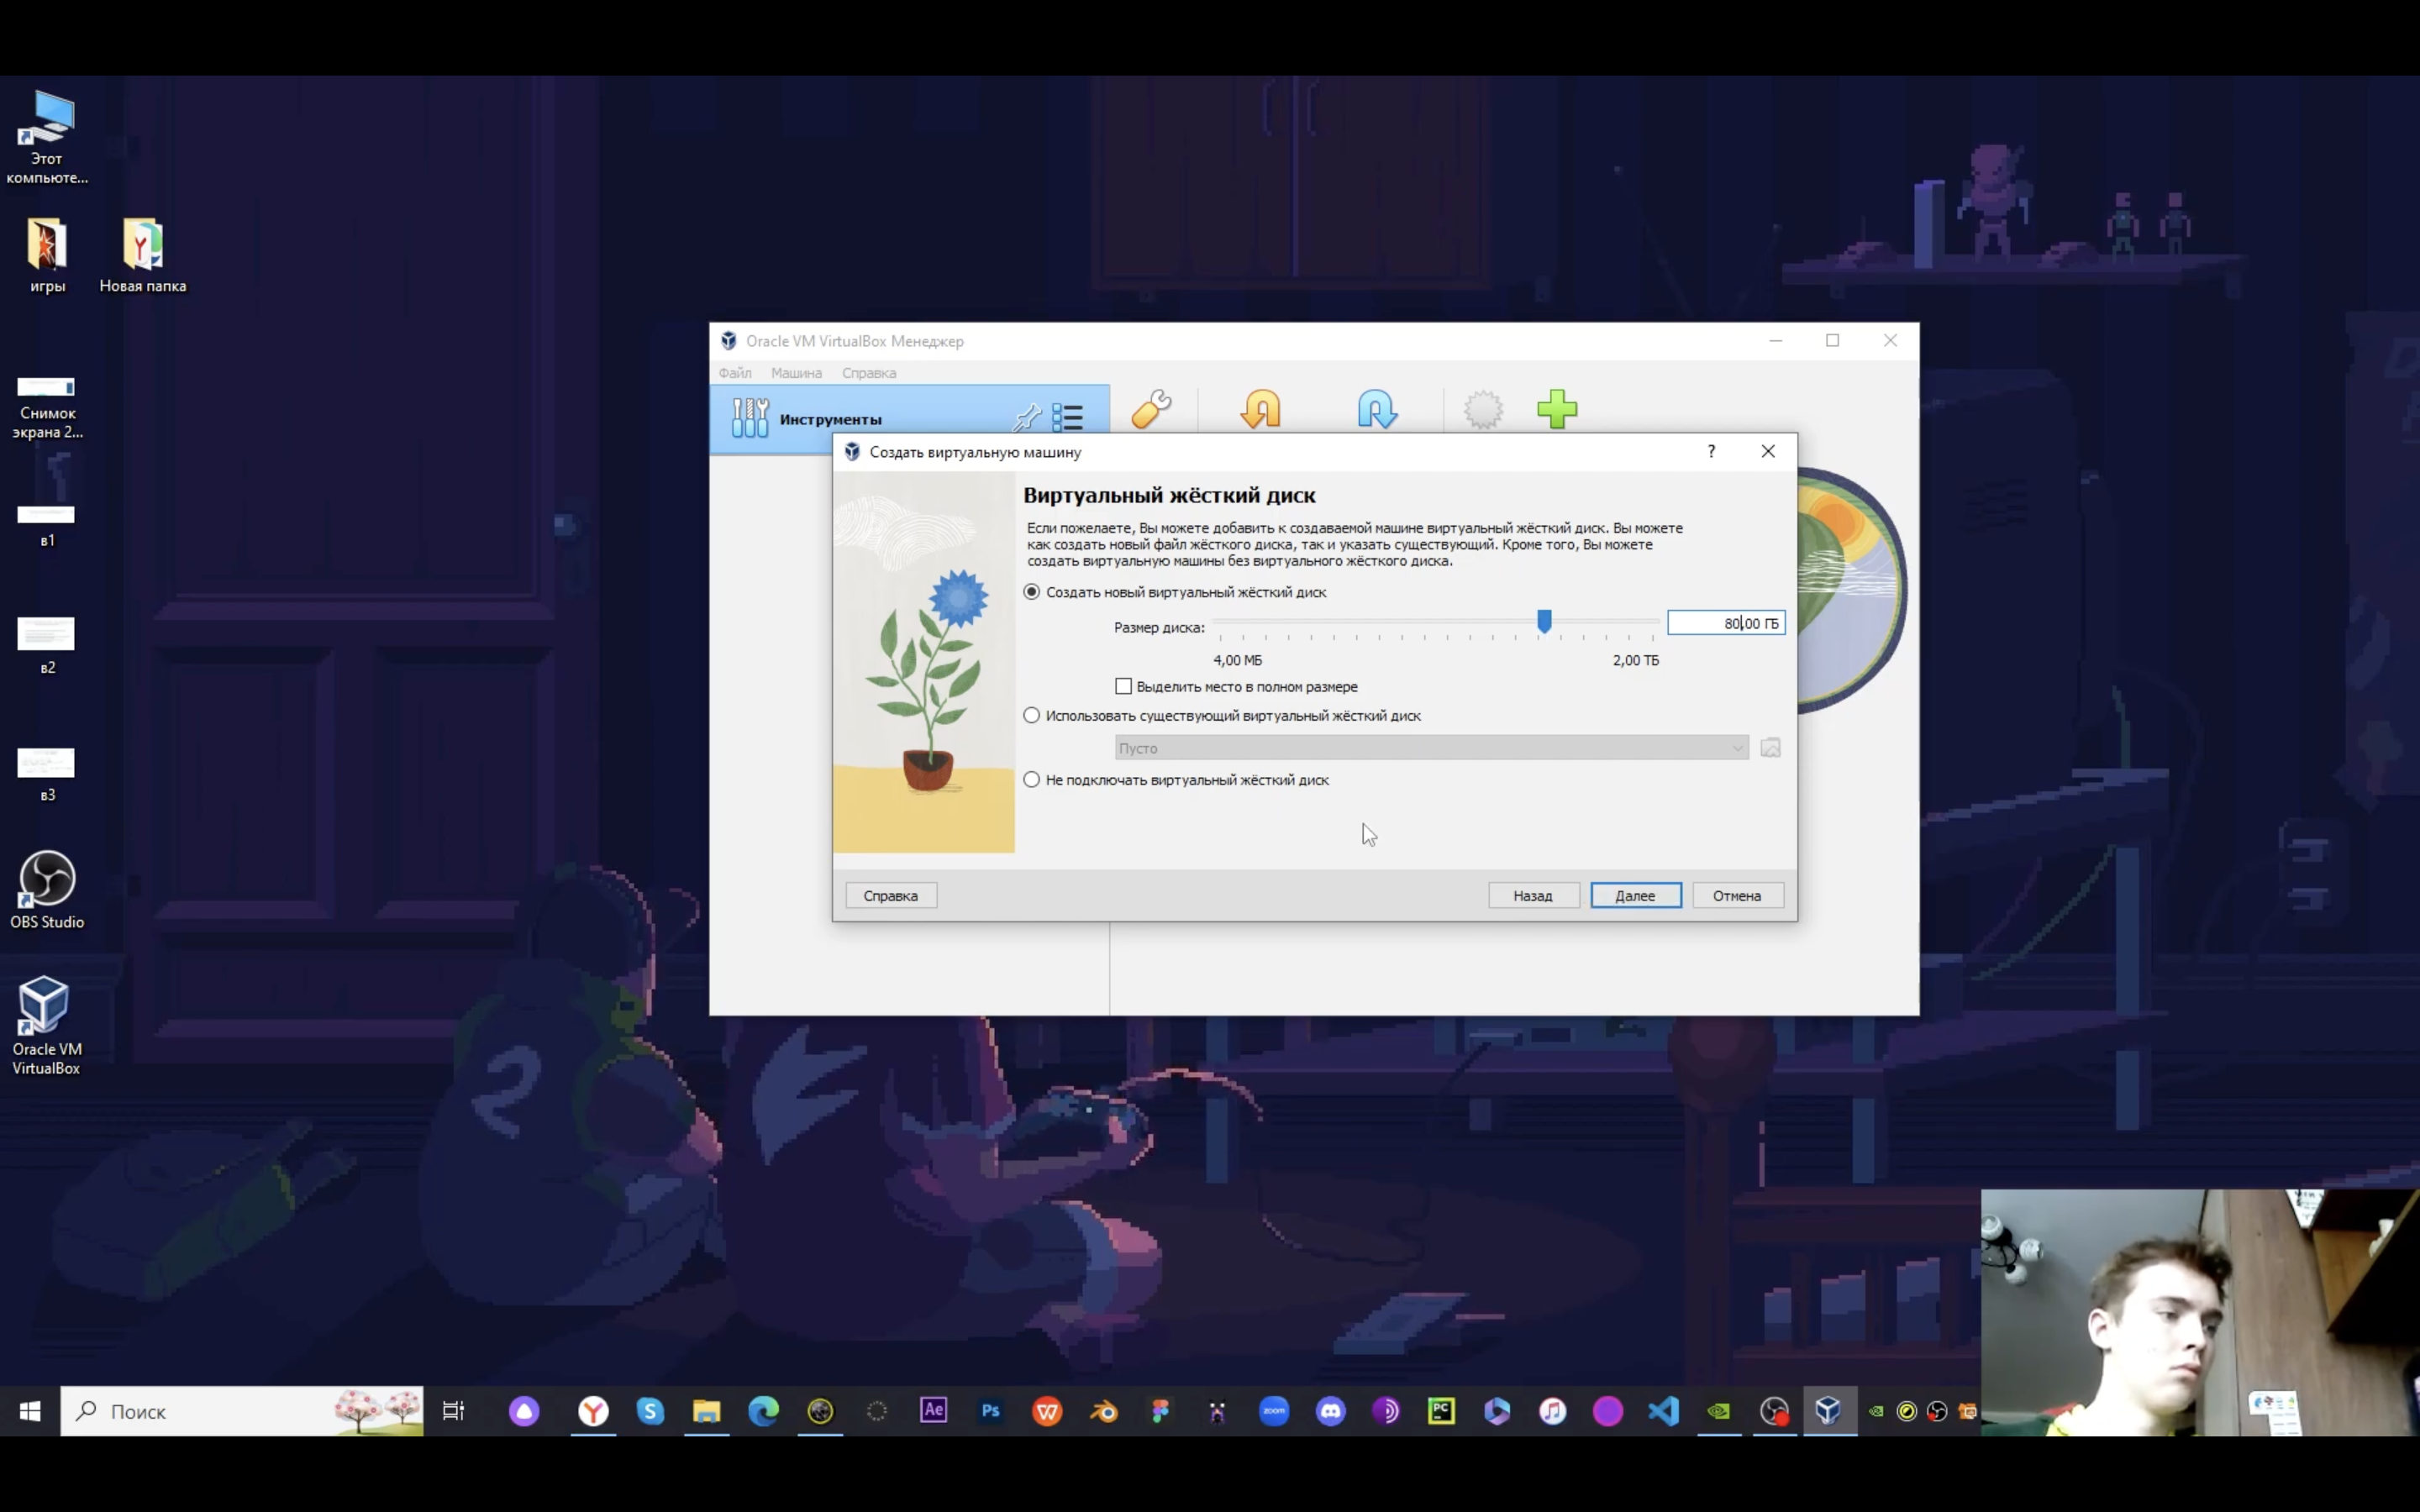 Этот
компьюте...
игры
Новая папка
Снимок
экрана 2...
в1
в2
в3
OBS Studio
Oracle VM
VirtualBox
Oracle VM VirtualBox Менеджер
Файл Машина Справка
Инструменты
Создать виртуальную машину
?
Виртуальный жёсткий диск
Если пожелаете, Вы можете добавить к создаваемой машине виртуальный жёсткий диск. Вы можете
как создать новый файл жёсткого диска, так и указать существующий. Кроме того, Вы можете
создать виртуальную машины без виртуального жёсткого диска.
Создать новый виртуальный жёсткий диск
Размер диска:
80,00 ГБ
4,00 МБ
2,00 ТБ
Выделить место в полном размере
Использовать существующий виртуальный жёсткий диск
Пусто
Не подключать виртуальный жёсткий диск
Справка
Назад
Далее
Отмена
2
Поиск
Ae
Ps
zoom
PC